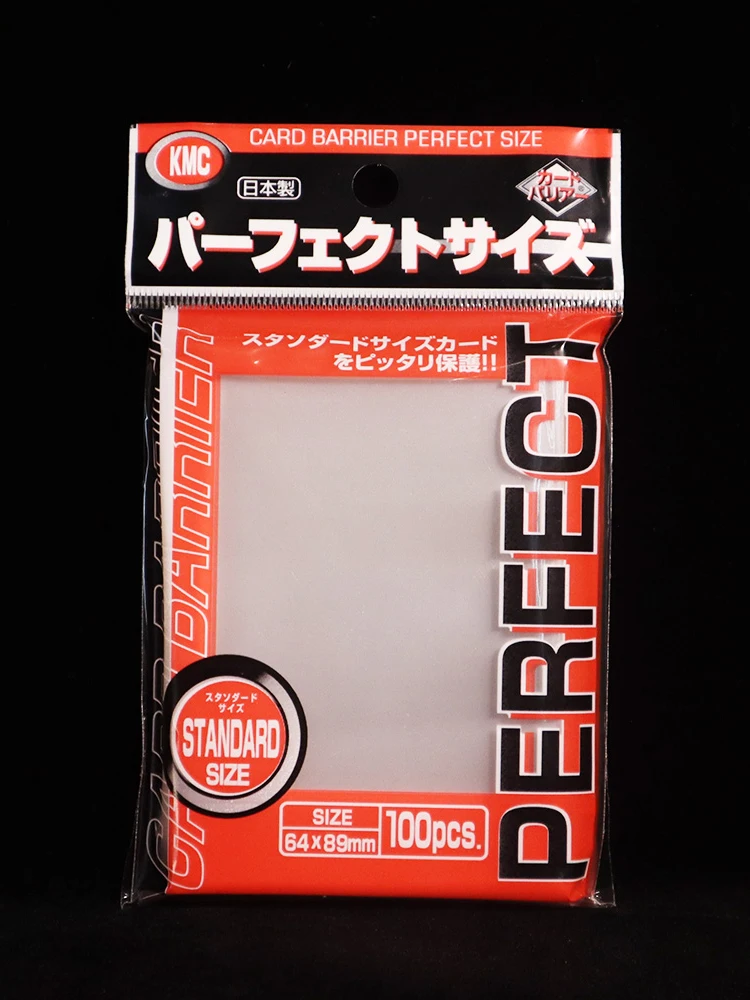 CARD BARRIER PERFECT SIZE
KMC
日本製
カード
バリアー
パーフェクトサイズ
スタンダードサイズカード
をピッタリ保護!!
PERFECT
CARD BARRIER
スタンダード
サイズ
STANDARD
SIZE
SIZE
64×89mm
100pcs.